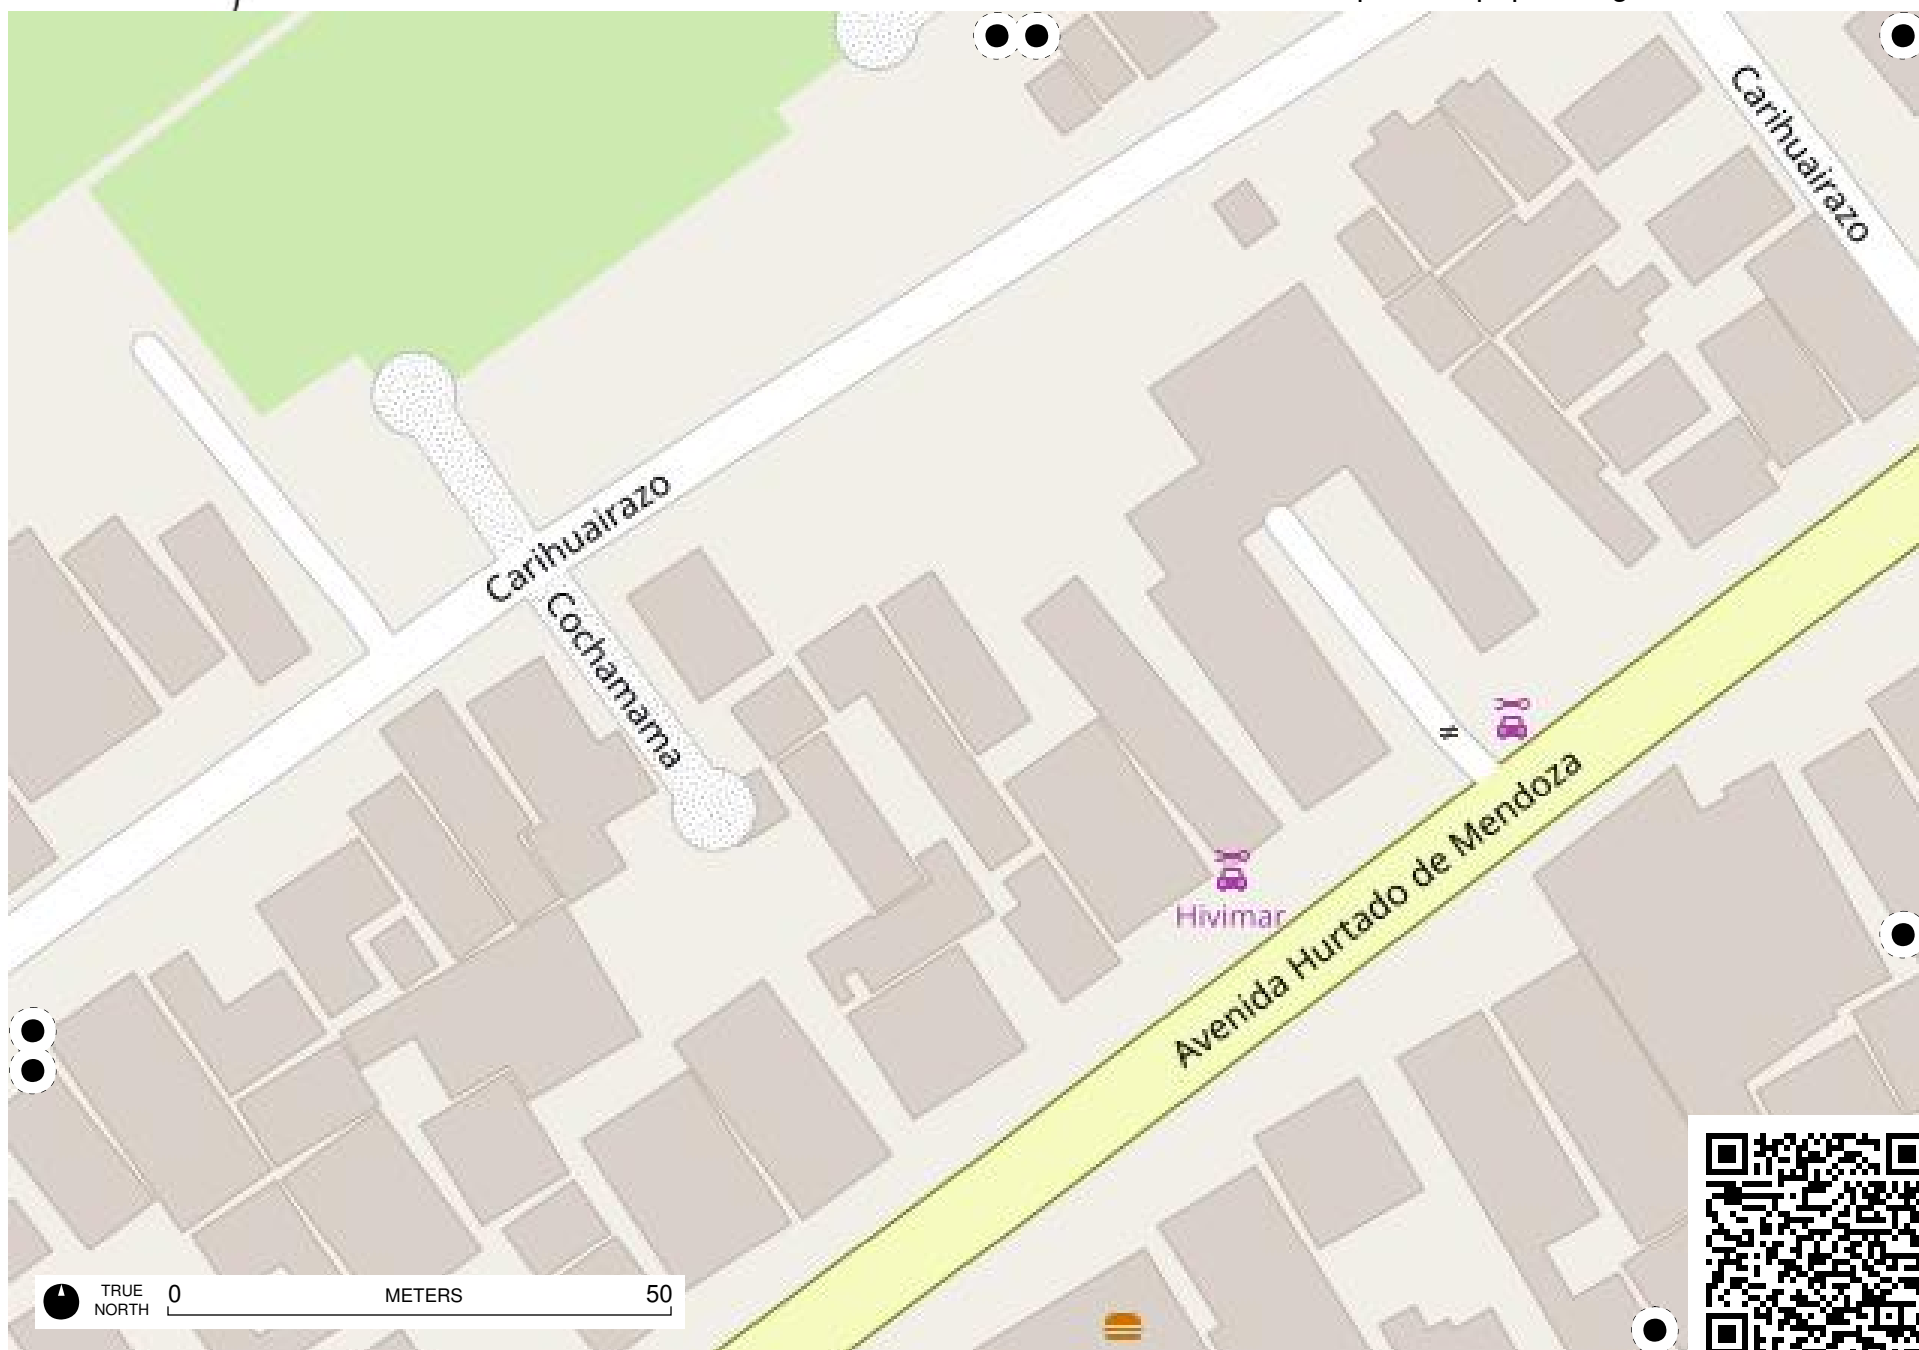 Carihuairazo
Carihuairazo
Cochamama
Hivimar
Avenida Hurtado de Mendoza
TRUE
NORTH
0
METERS
50